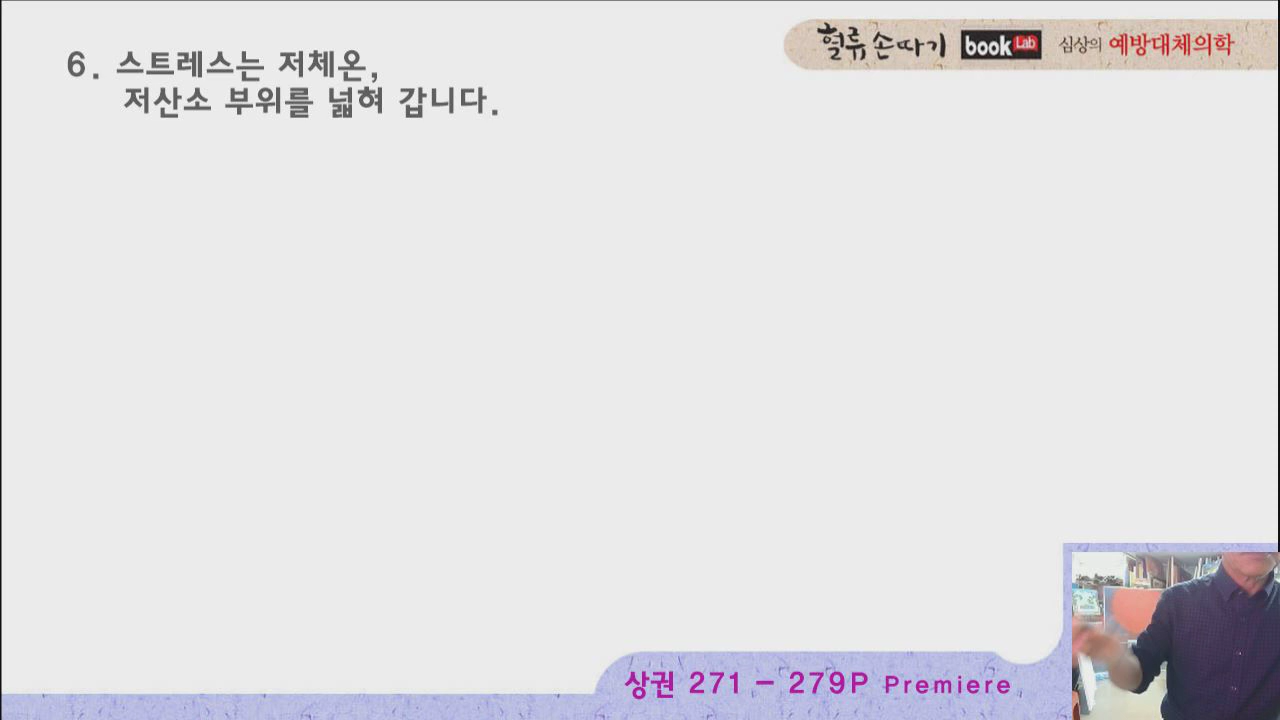 6. 스트레스는 저체온,
저산소 부위를 넓혀 갑니다.
혈류 손따기 book Lab 심상의 예방대체의학
상권 271 - 279P Premiere